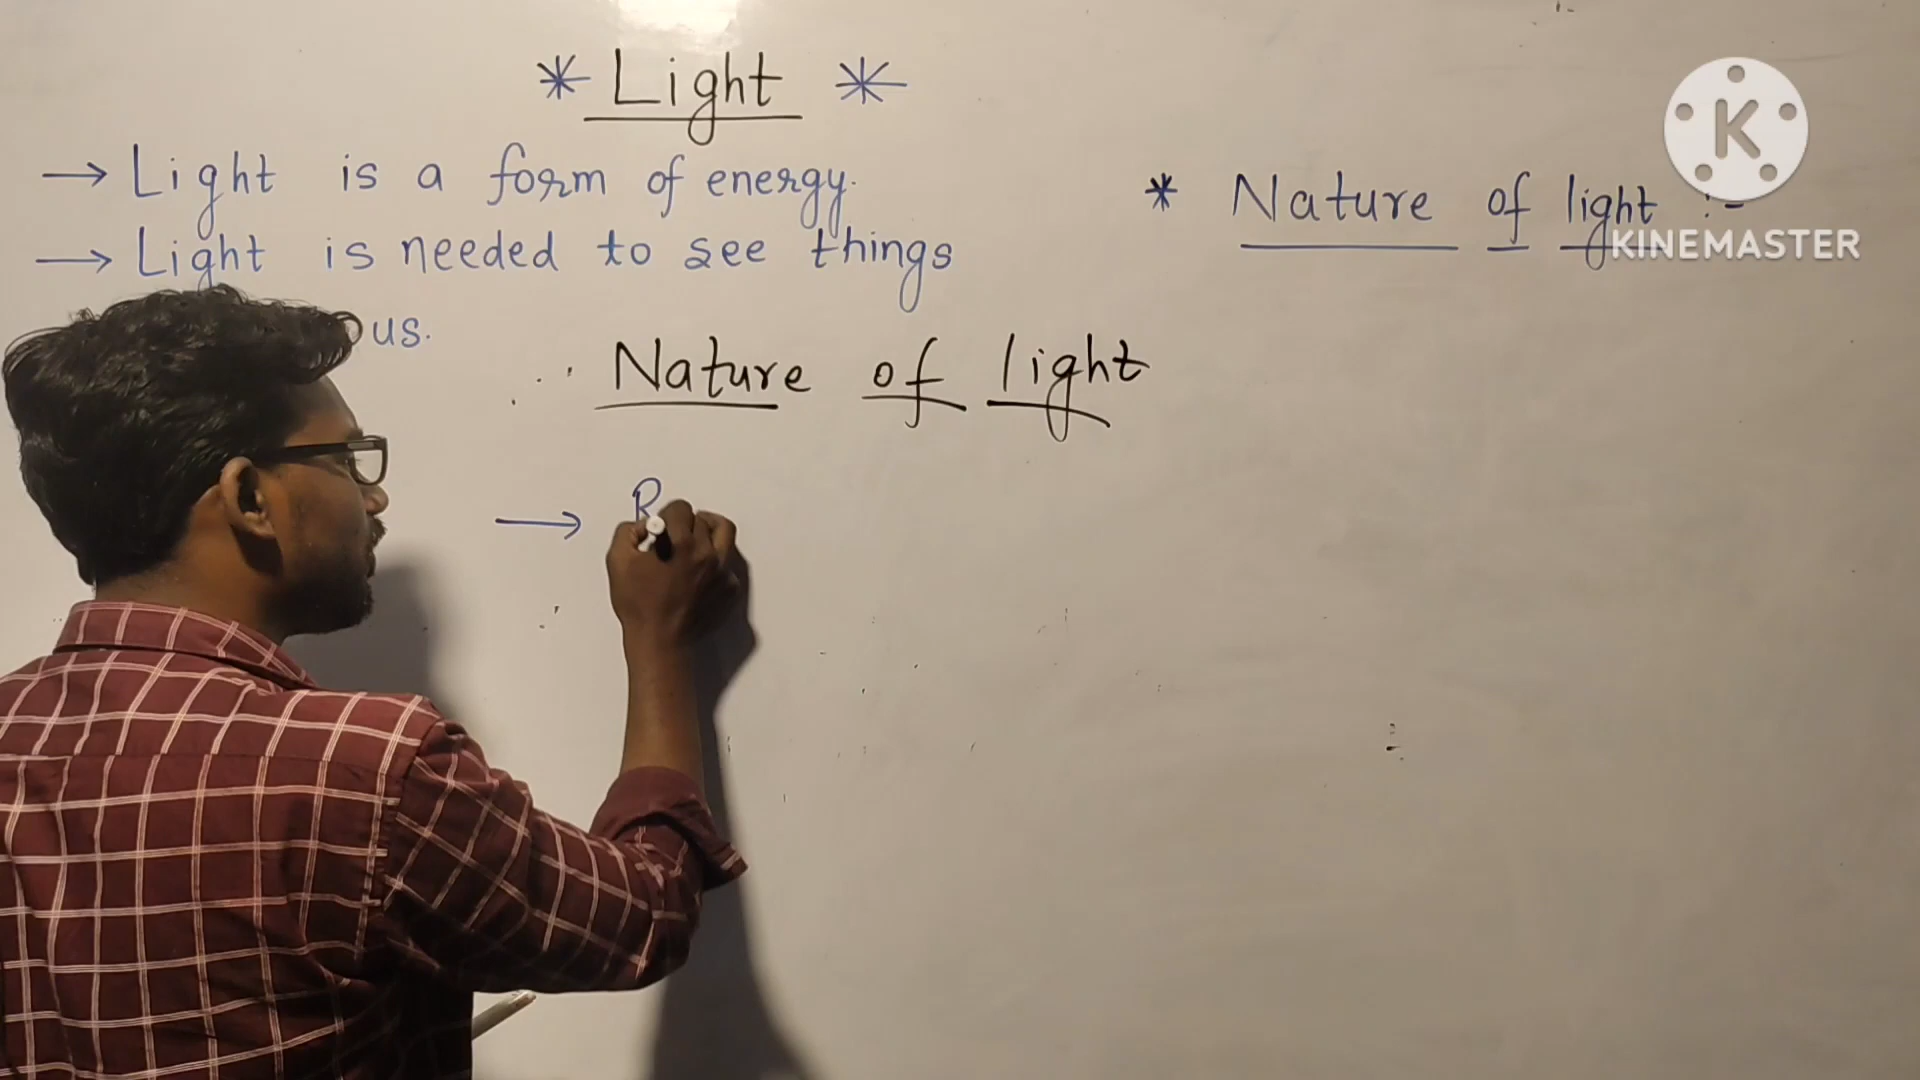 * Light *
→ Light is a form of energy.
→ Light is needed to see things
us.
* Nature of light :-
Nature of light
→ R
K
KINEMASTER